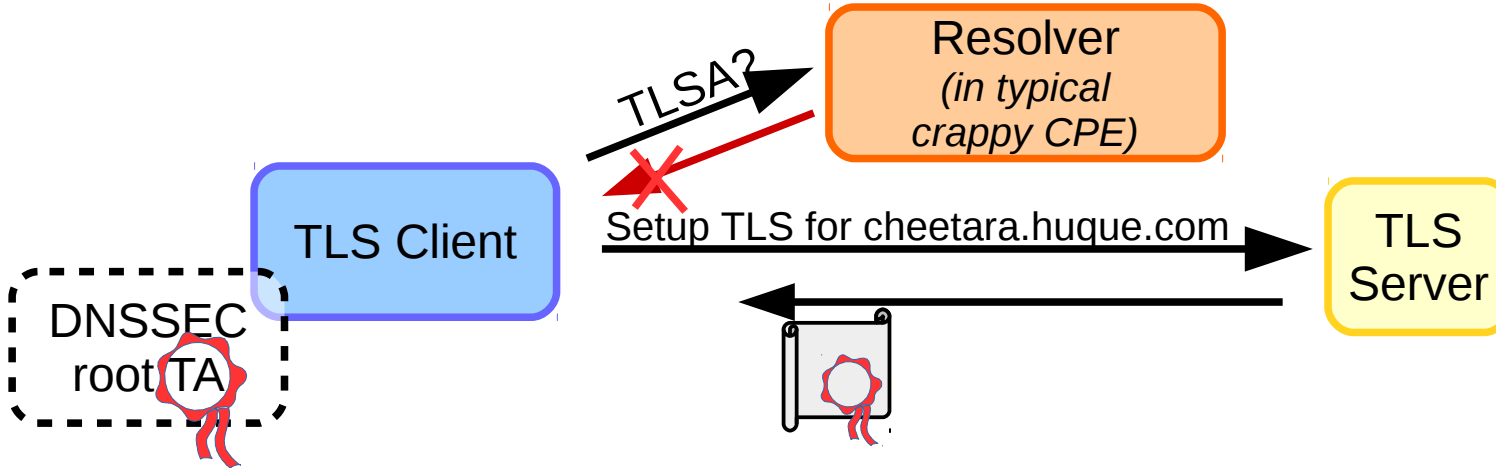 Resolver
(in typical
crappy CPE)
TLSA?
TLS Client
Setup TLS for cheetara.huque.com
TLS
Server
DNSSEC
root TA